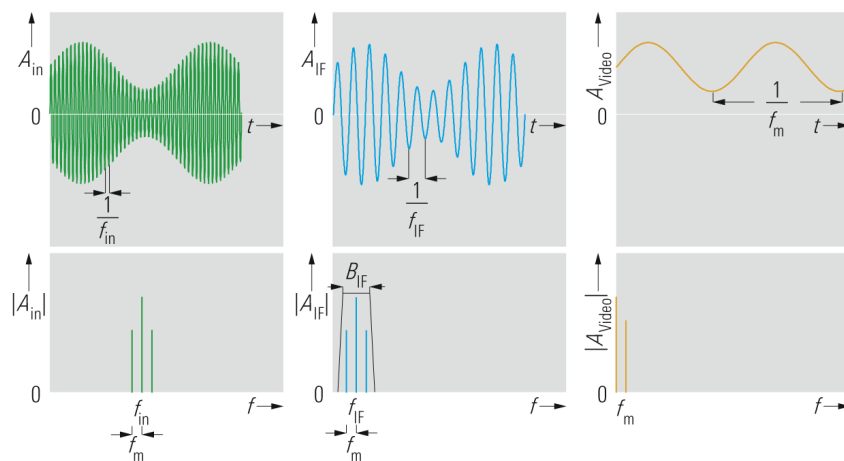 A_in
0
t
1
f_in
A_IF
0
t
1
f_IF
A_Video
0
1
f_m
t
|A_in|
0
f_in
f
f_m
B_IF
|A_IF|
0
f_IF
f
f_m
|A_Video|
0
f_m
f